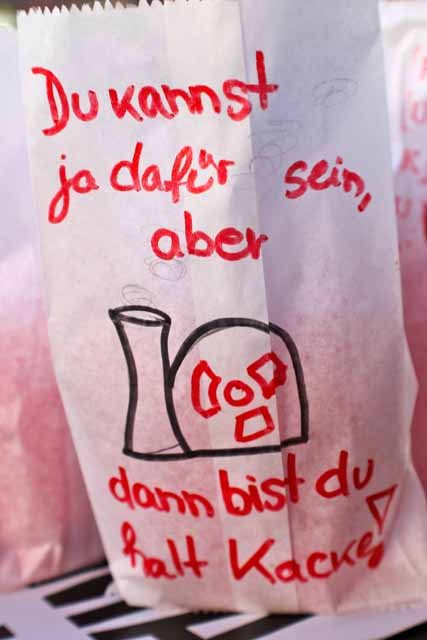 Du kannst
ja dafür sein,
aber
dann bist du
halt Kacke!